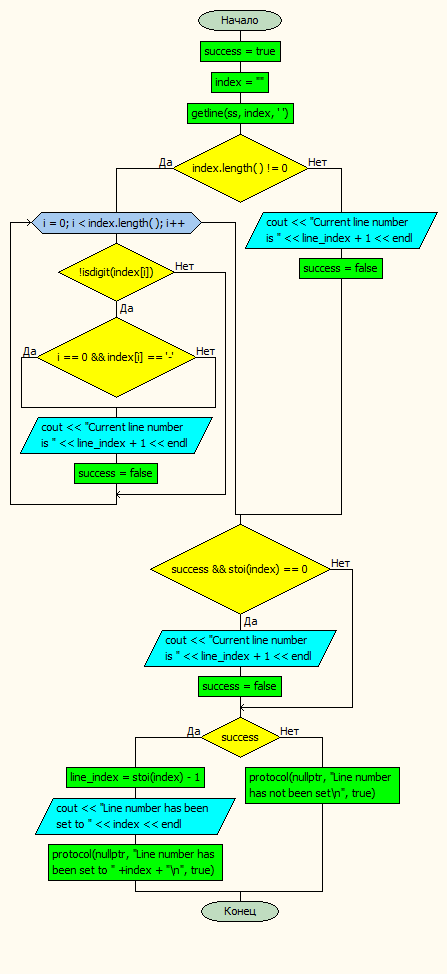 Начало
success = true
index = ""
getline(ss, index, ' ')
index.length( ) != 0
Да
Нет
i = 0; i < index.length( ); i++
cout << "Current line number
is " << line_index + 1 << endl
success = false
!isdigit(index[i])
Нет
Да
i == 0 && index[i] == '-'
Да
Нет
cout << "Current line number
is " << line_index + 1 << endl
success = false
success && stoi(index) == 0
Нет
Да
cout << "Current line number
is " << line_index + 1 << endl
success = false
success
Да
Нет
line_index = stoi(index) - 1
cout << "Line number has been
set to " << index << endl
protocol(nullptr, "Line number has
been set to " +index + "\n", true)
protocol(nullptr, "Line number
has not been set\n", true)
Конец